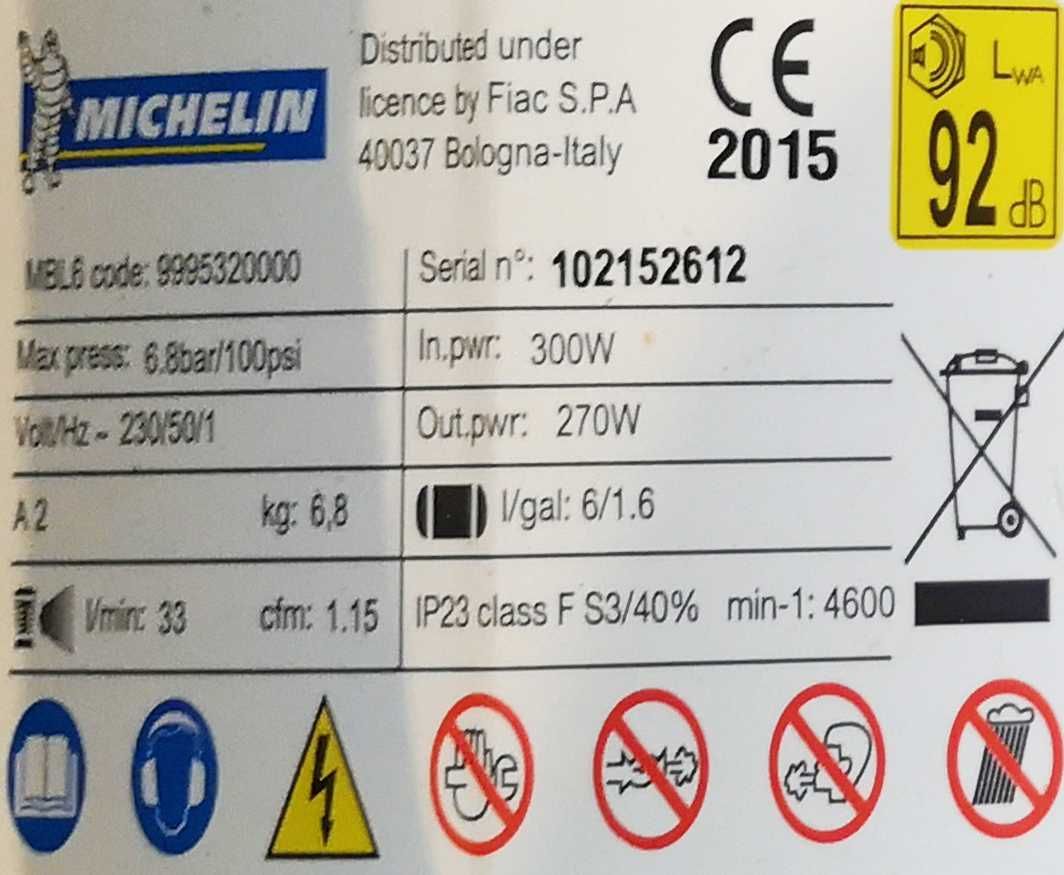 MICHELIN
Distributed under
licence by Fiac S.P.A
40037 Bologna-Italy
CE
2015
LWA
92 dB
MBL6 code: 9995320000
Serial n°: 102152612
Max press: 6.8bar/100psi
In.pwr: 300W
Volt/Hz ~ 230/50/1
Out.pwr: 270W
A 2 kg: 6,8
l/gal: 6/1.6
l/min: 33 cfm: 1.15
IP23 class F S3/40% min-1: 4600